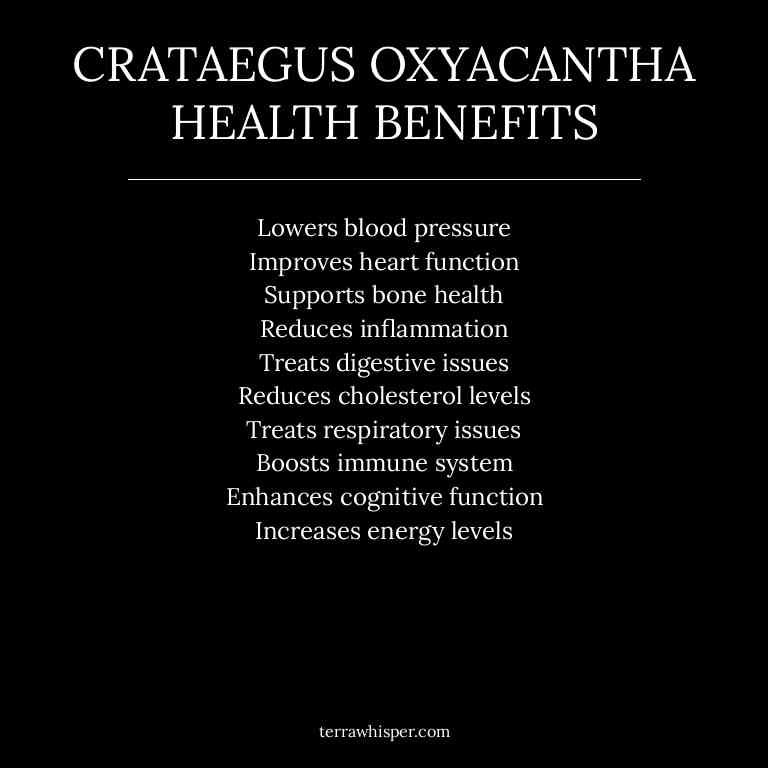 CRATAEGUS OXYACANTHA
HEALTH BENEFITS
Lowers blood pressure
Improves heart function
Supports bone health
Reduces inflammation
Treats digestive issues
Reduces cholesterol levels
Treats respiratory issues
Boosts immune system
Enhances cognitive function
Increases energy levels
terrawhisper.com